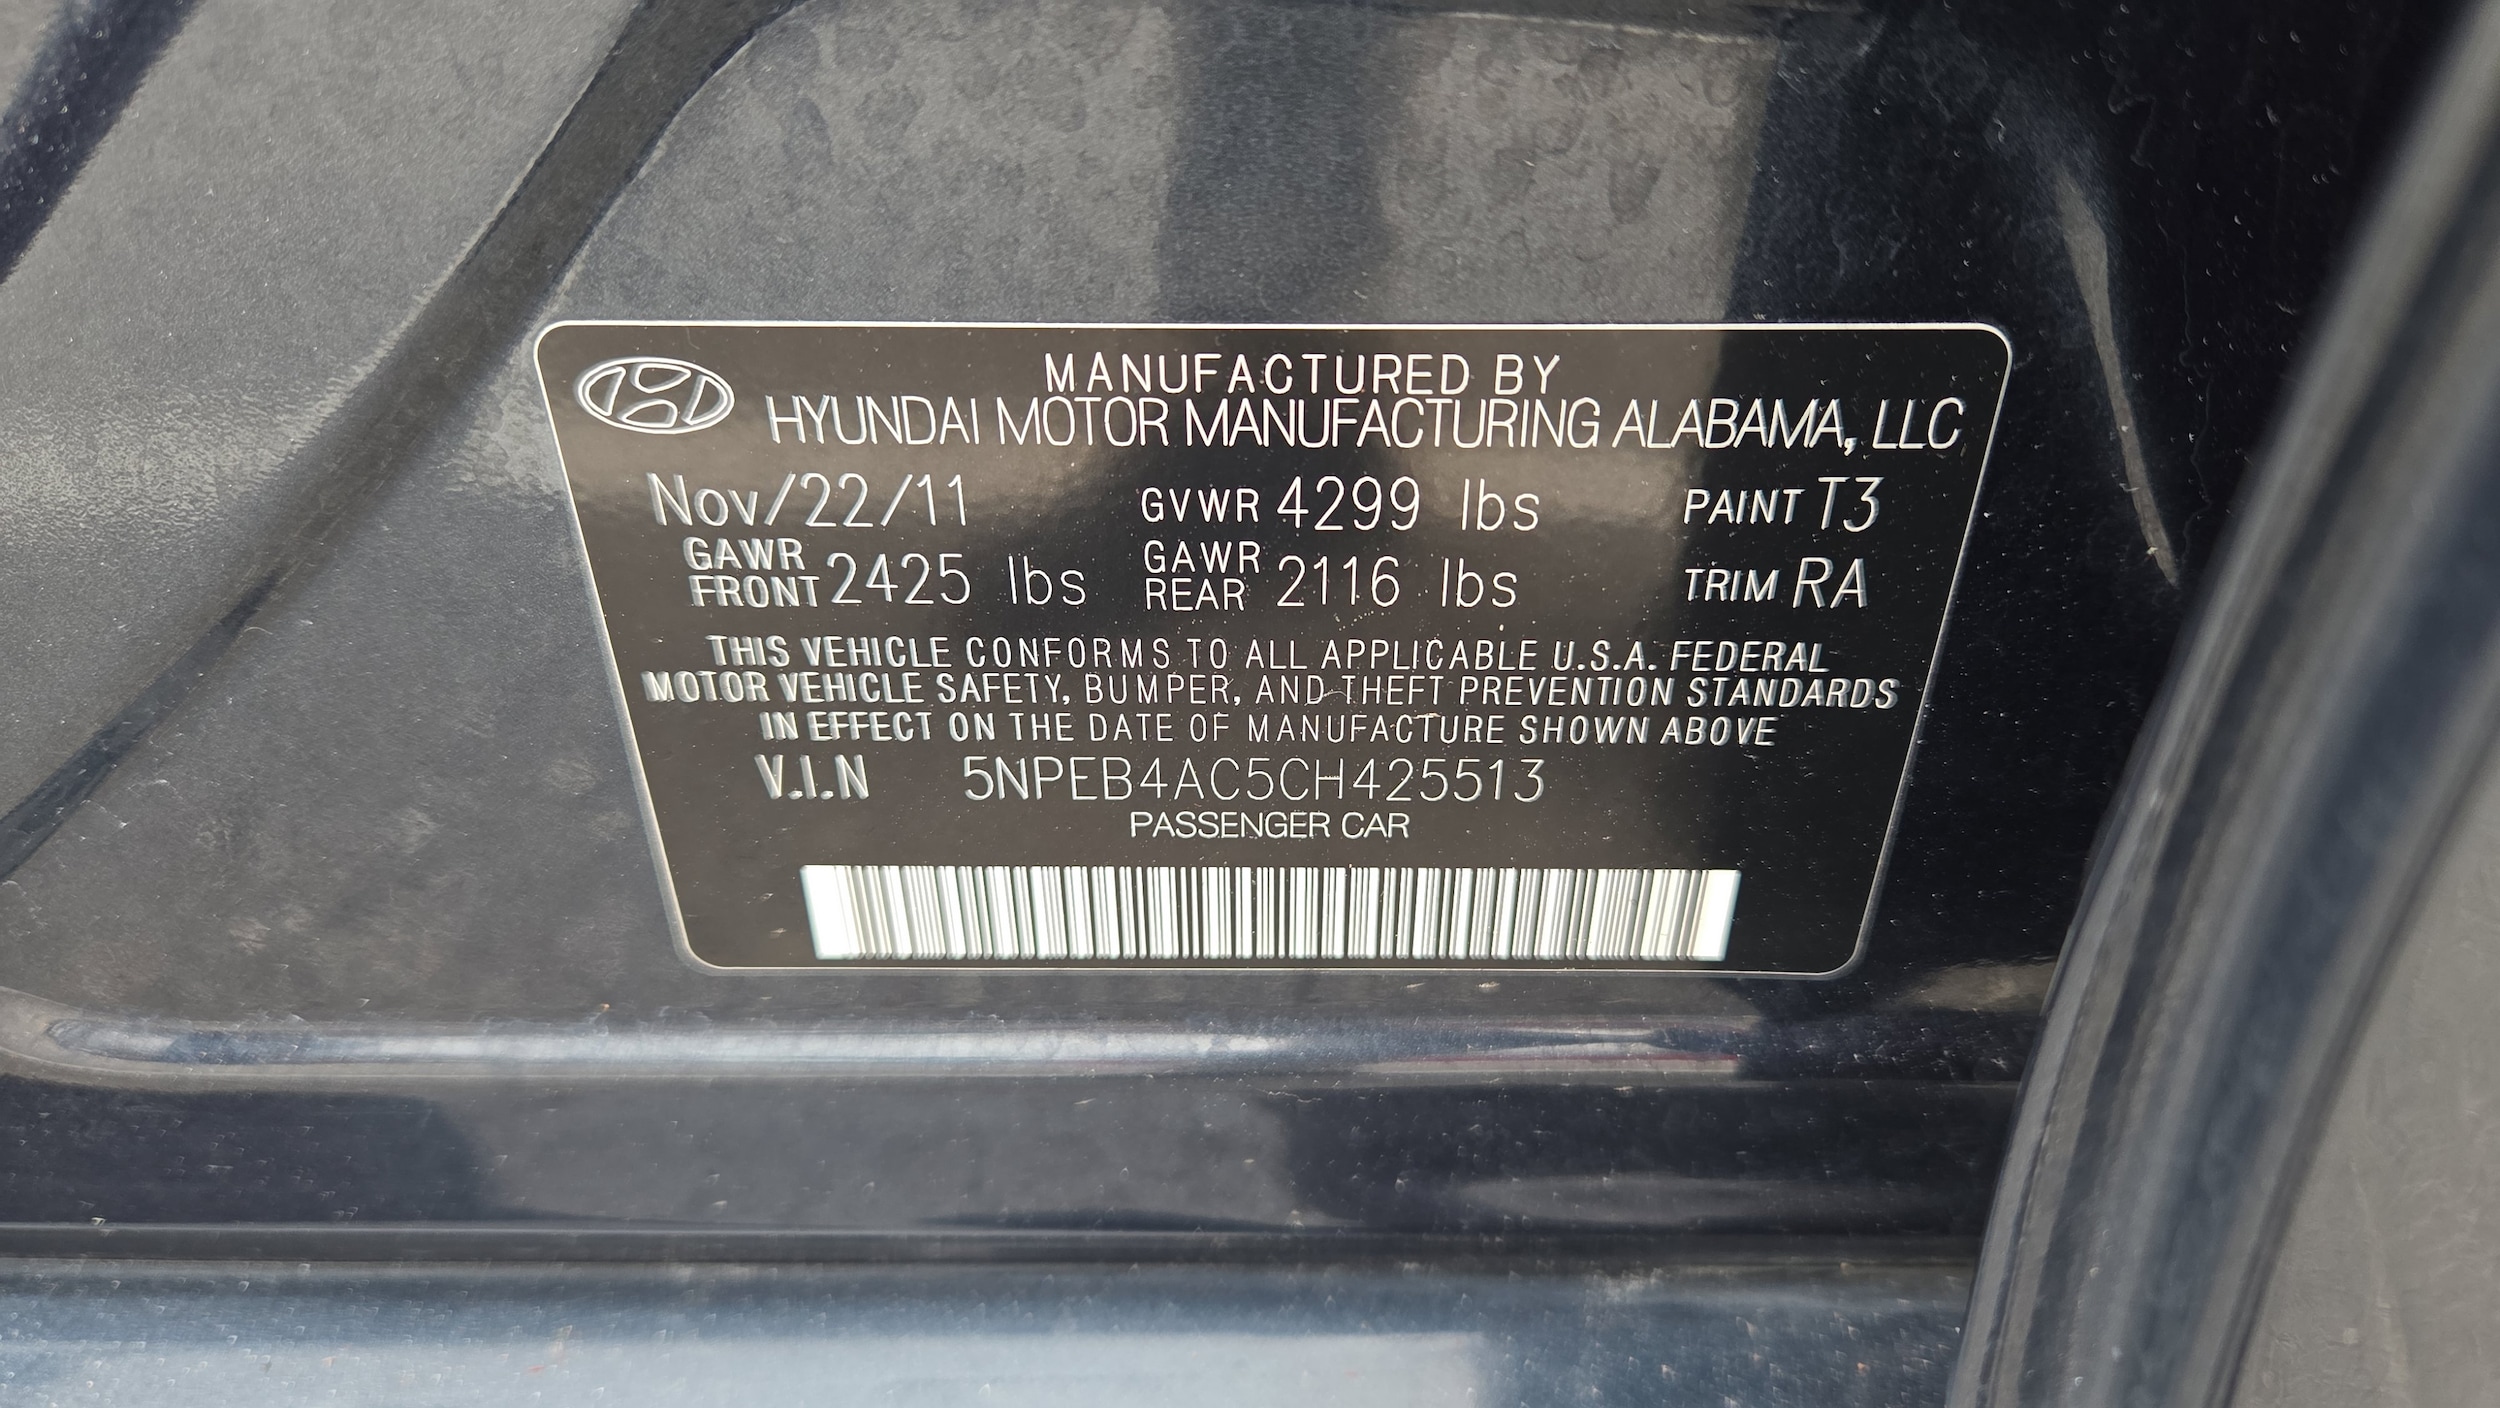 MANUFACTURED BY
HYUNDAI MOTOR MANUFACTURING ALABAMA, LLC
Nov/22/11 GVWR 4299 lbs PAINT T3
GAWR FRONT 2425 lbs GAWR REAR 2116 lbs TRIM RA
THIS VEHICLE CONFORMS TO ALL APPLICABLE U.S.A. FEDERAL
MOTOR VEHICLE SAFETY, BUMPER, AND THEFT PREVENTION STANDARDS
IN EFFECT ON THE DATE OF MANUFACTURE SHOWN ABOVE
V.I.N 5NPEB4AC5CH425513
PASSENGER CAR